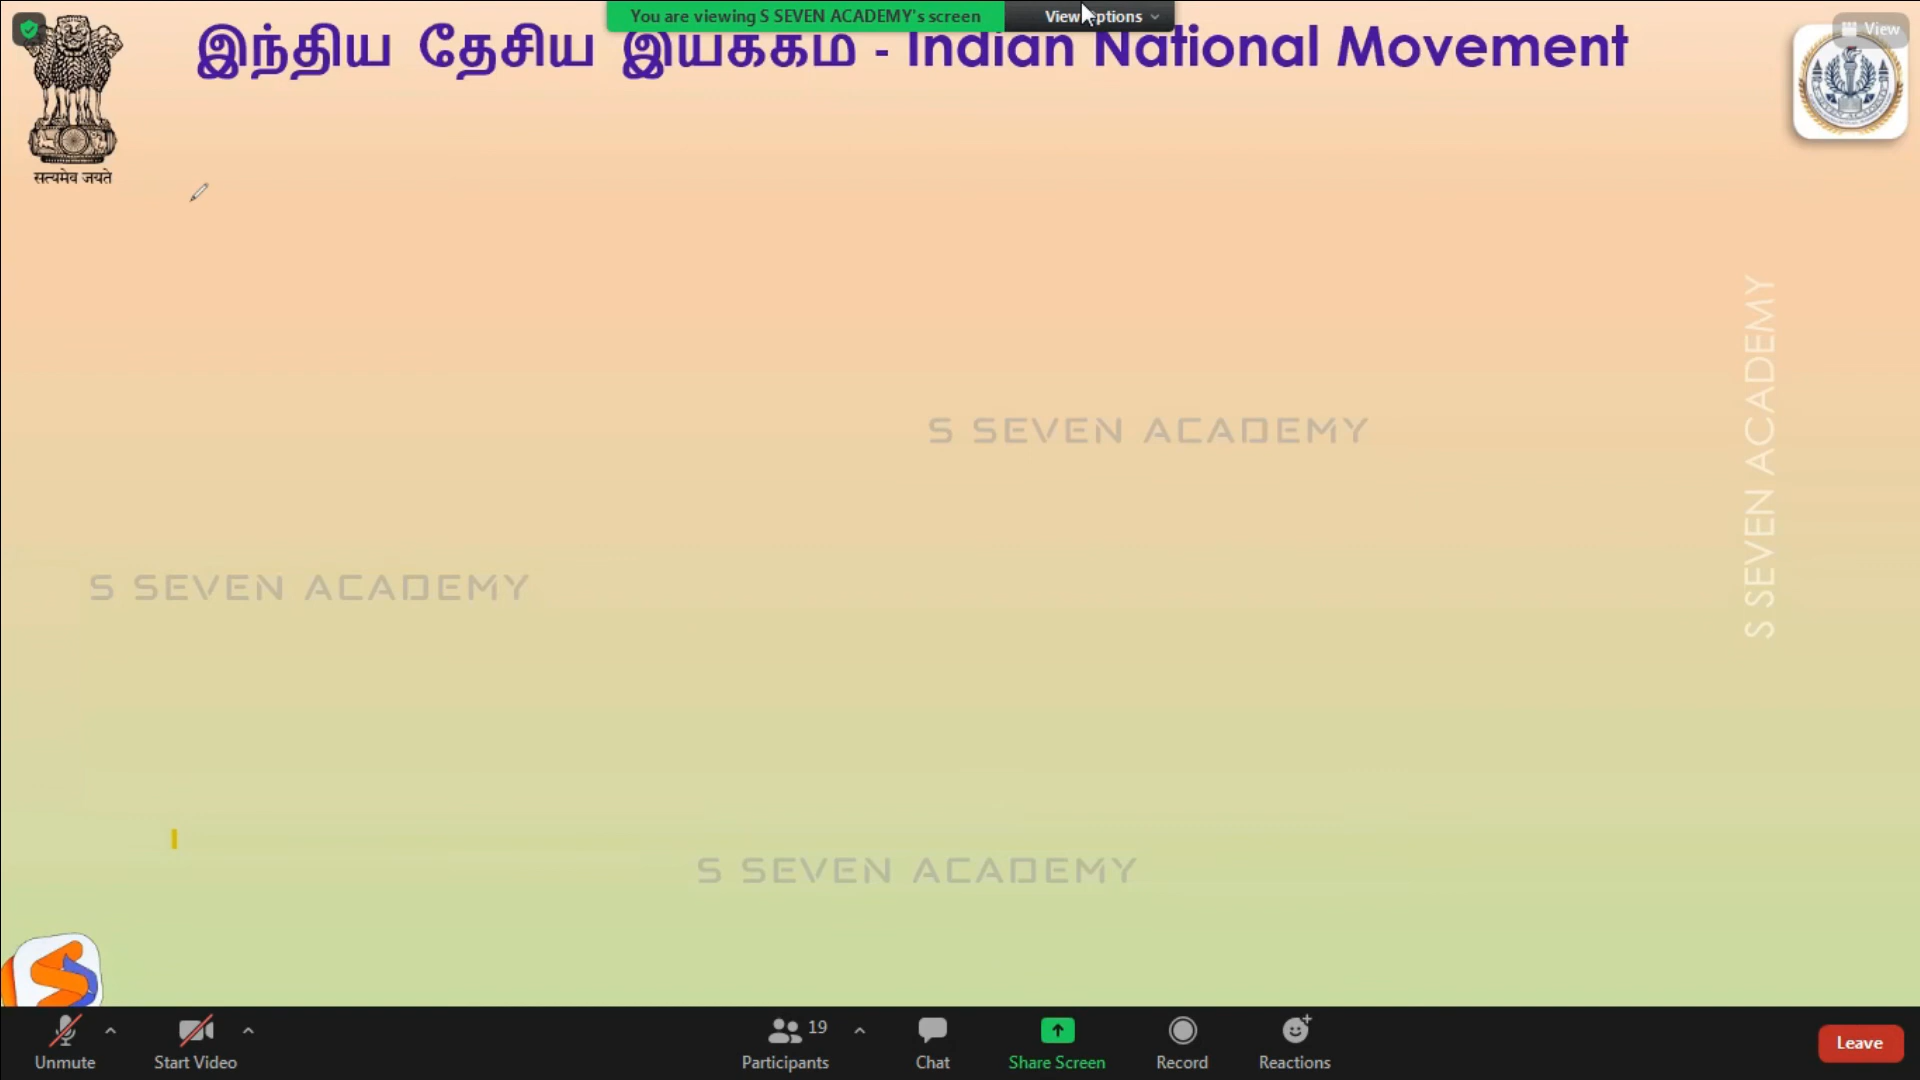 You are viewing S SEVEN ACADEMY's screen
View Options
View
இந்திய தேசிய இயக்கம் - Indian National Movement
सत्यमेव जयते
S SEVEN ACADEMY
S SEVEN ACADEMY
S SEVEN ACADEMY
S SEVEN ACADEMY
19
Unmute
Start Video
Participants
Chat
Share Screen
Record
Reactions
Leave